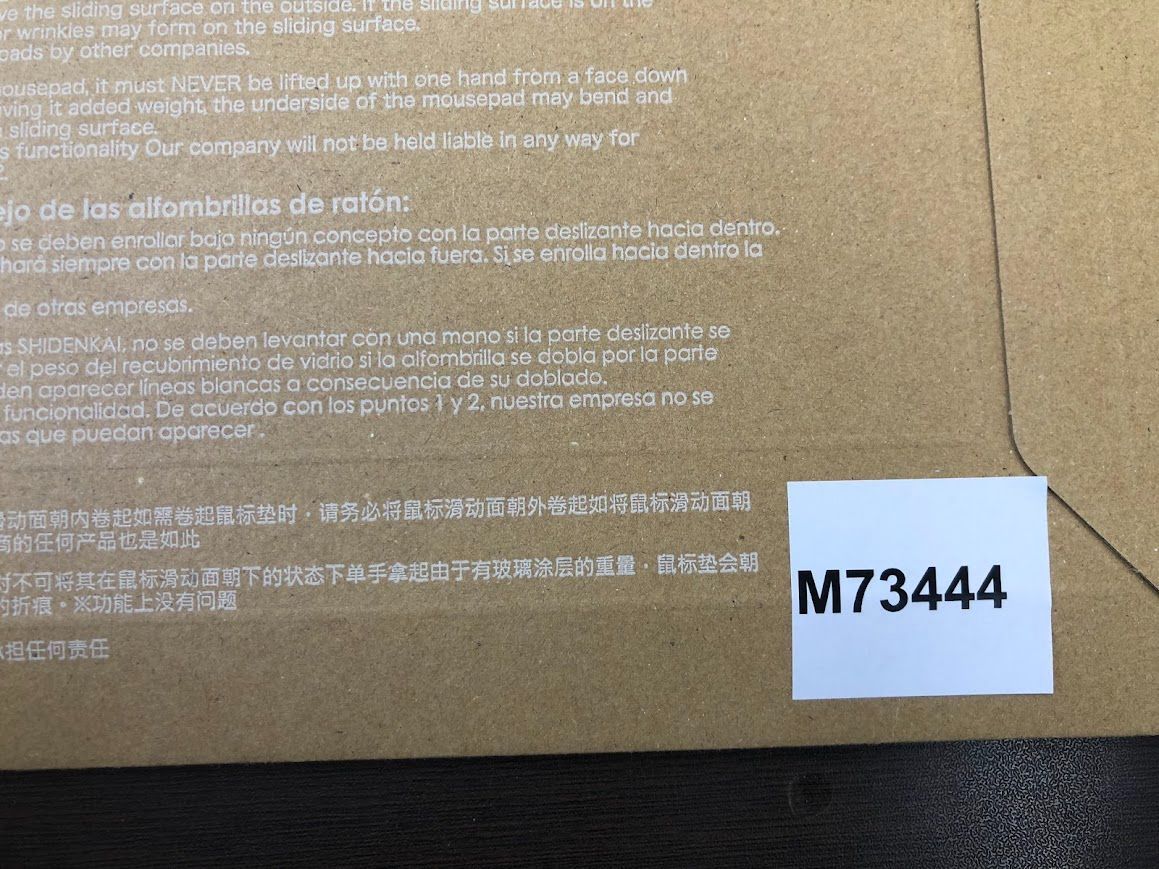 ve the sliding surface on the outside. If the sliding surface is on the
or wrinkles may form on the sliding surface.
pads by other companies.
mousepad, it must NEVER be lifted up with one hand from a face down
iving it added weight, the underside of the mousepad may bend and
sliding surface.
s functionality Our company will not be held liable in any way for
2.
ejo de las alfombrillas de ratón:
o se deben enrollar bajo ningún concepto con la parte deslizante hacia dentro.
hará siempre con la parte deslizante hacia fuera. Si se enrolla hacia dentro la
de otras empresas.
as SHIDENKAI, no se deben levantar con una mano si la parte deslizante se
r el peso del recubrimiento de vidrio si la alfombrilla se dobla por la parte
den aparecer líneas blancas a consecuencia de su doblado.
funcionalidad. De acuerdo con los puntos 1 y 2, nuestra empresa no se
as que puedan aparecer.
滑动面朝内卷起如需卷起鼠标垫时，请务必将鼠标滑动面朝外卷起如将鼠标滑动面朝
商的任何产品也是如此
对不可将其在鼠标滑动面朝下的状态下单手拿起由于有玻璃涂层的重量，鼠标垫会朝
的折痕。※功能上没有问题
承担任何责任
M73444